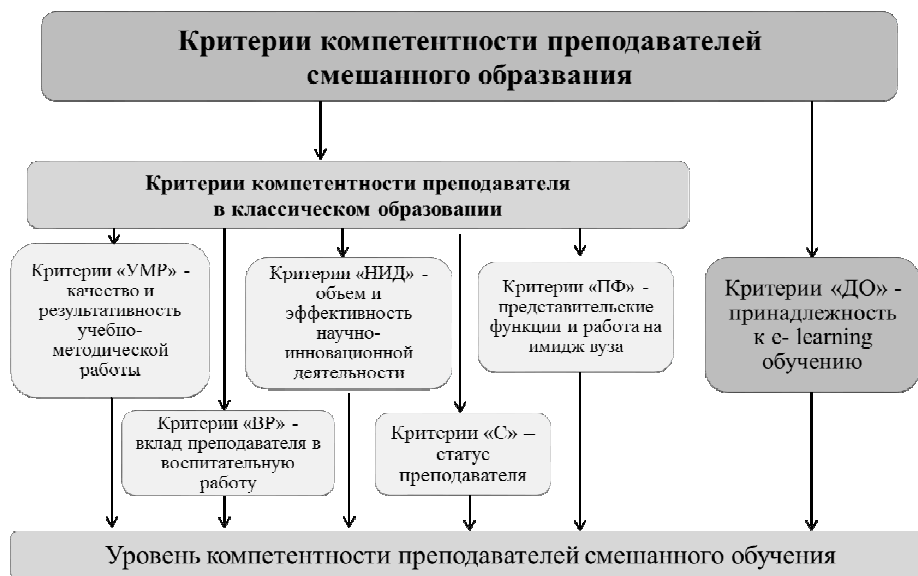 Критерии компетентности преподавателей
смешанного образвания
Критерии компетентности преподавателя
в классическом образовании
Критерии «УМР» -
качество и
результативность
учебно-
методической
работы
Критерии «НИД» -
объем и
эффективность
научно-
инновационной
деятельности
Критерии «ПФ» -
представительские
функции и работа на
имидж вуза
Критерии «ДО» -
принадлежность
к e- learning
обучению
Критерии «ВР» -
вклад преподавателя в
воспитательную
работу
Критерии «С» –
статус
преподавателя
Уровень компетентности преподавателей смешанного обучения